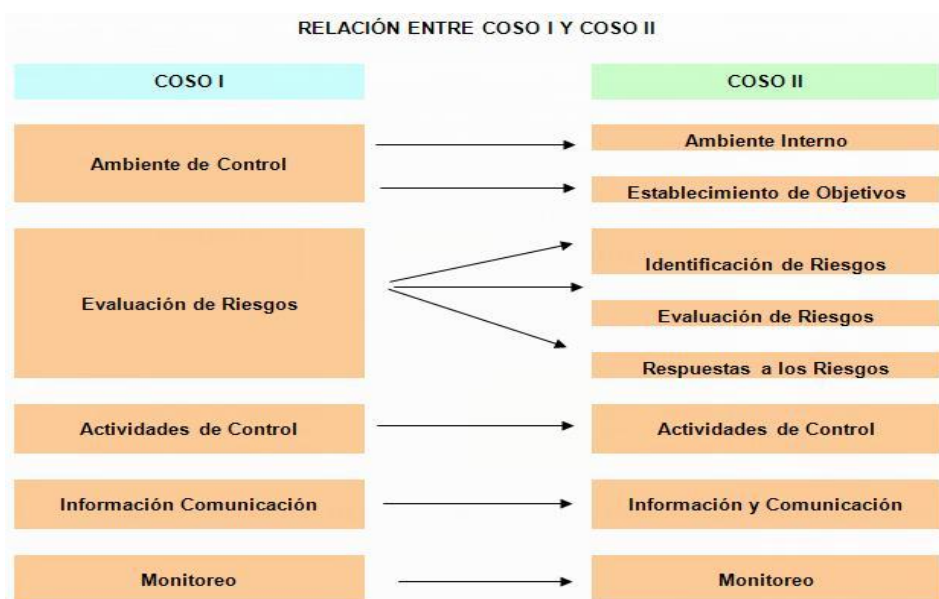 RELACIÓN ENTRE COSO I Y COSO II
COSO I
COSO II
Ambiente de Control
Ambiente Interno
Establecimiento de Objetivos
Evaluación de Riesgos
Identificación de Riesgos
Evaluación de Riesgos
Respuestas a los Riesgos
Actividades de Control
Actividades de Control
Información Comunicación
Información y Comunicación
Monitoreo
Monitoreo